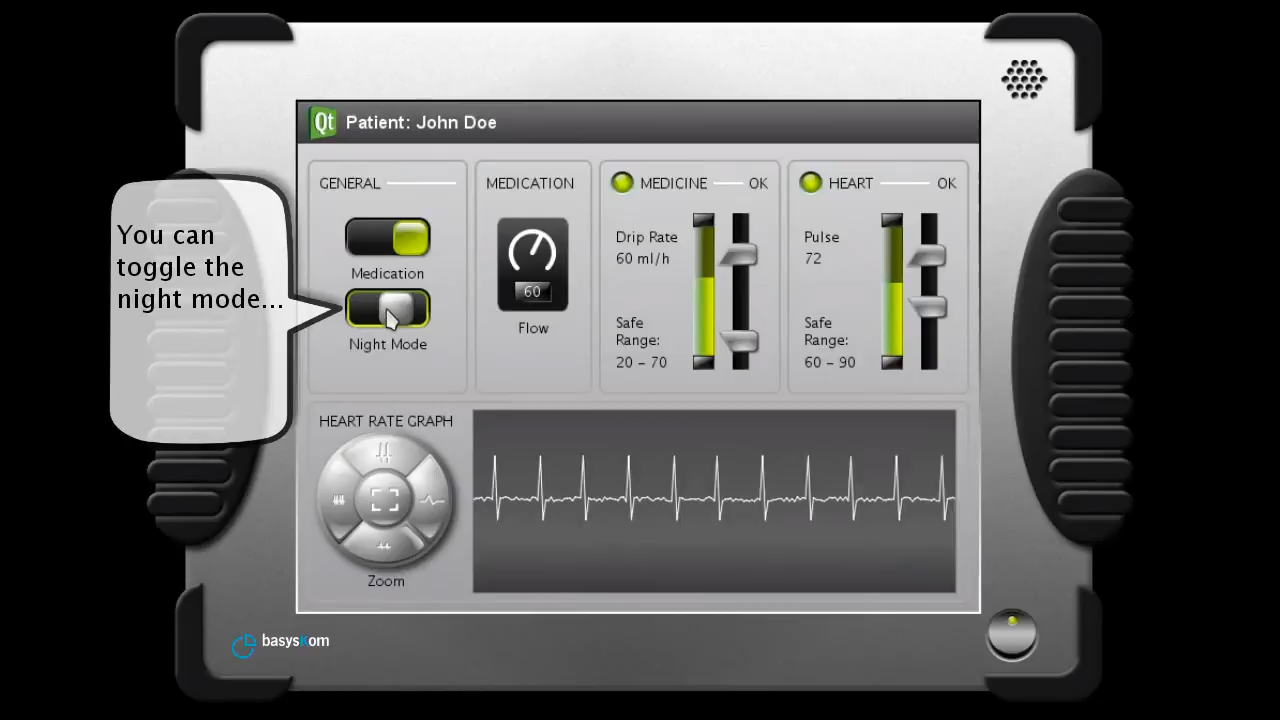 Qt Patient: John Doe
You can
toggle the
night mode...
GENERAL
Medication
Night Mode
MEDICATION
60
Flow
MEDICINE OK
Drip Rate
60 ml/h
Safe
Range:
20 – 70
HEART OK
Pulse
72
Safe
Range:
60 – 90
HEART RATE GRAPH
Zoom
basysKom